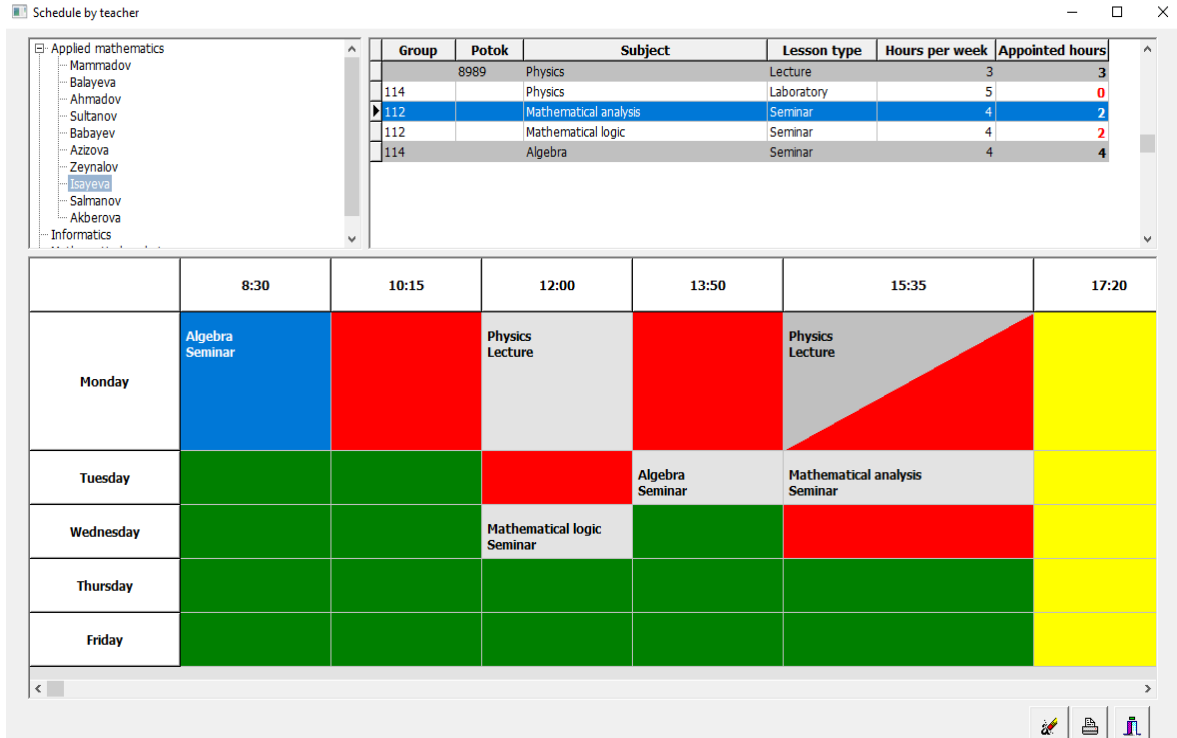 Schedule by teacher
Applied mathematics
Mammadov
Balayeva
Ahmadov
Sultanov
Babayev
Azizova
Zeynalov
Isayeva
Salmanov
Akberova
Informatics
Group Potok Subject Lesson type Hours per week Appointed hours
8989 Physics Lecture 3 3
114 Physics Laboratory 5 0
112 Mathematical analysis Seminar 4 2
112 Mathematical logic Seminar 4 2
114 Algebra Seminar 4 4
8:30 10:15 12:00 13:50 15:35 17:20
Monday
Algebra
Seminar
Physics
Lecture
Physics
Lecture
Tuesday
Algebra
Seminar
Mathematical analysis
Seminar
Wednesday
Mathematical logic
Seminar
Thursday
Friday